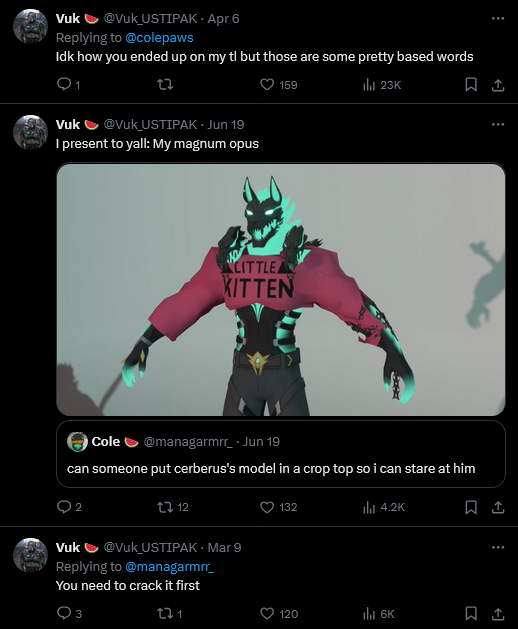 Vuk 🍉 @Vuk_USTIPAK · Apr 6
Replying to @colepaws
Idk how you ended up on my tl but those are some pretty based words
1 159 23K
Vuk 🍉 @Vuk_USTIPAK · Jun 19
I present to yall: My magnum opus
LITTLE
KITTEN
Cole 🍉 @managarmrr_ · Jun 19
can someone put cerberus's model in a crop top so i can stare at him
2 12 132 4.2K
Vuk 🍉 @Vuk_USTIPAK · Mar 9
Replying to @managarmrr_
You need to crack it first
3 1 120 6K